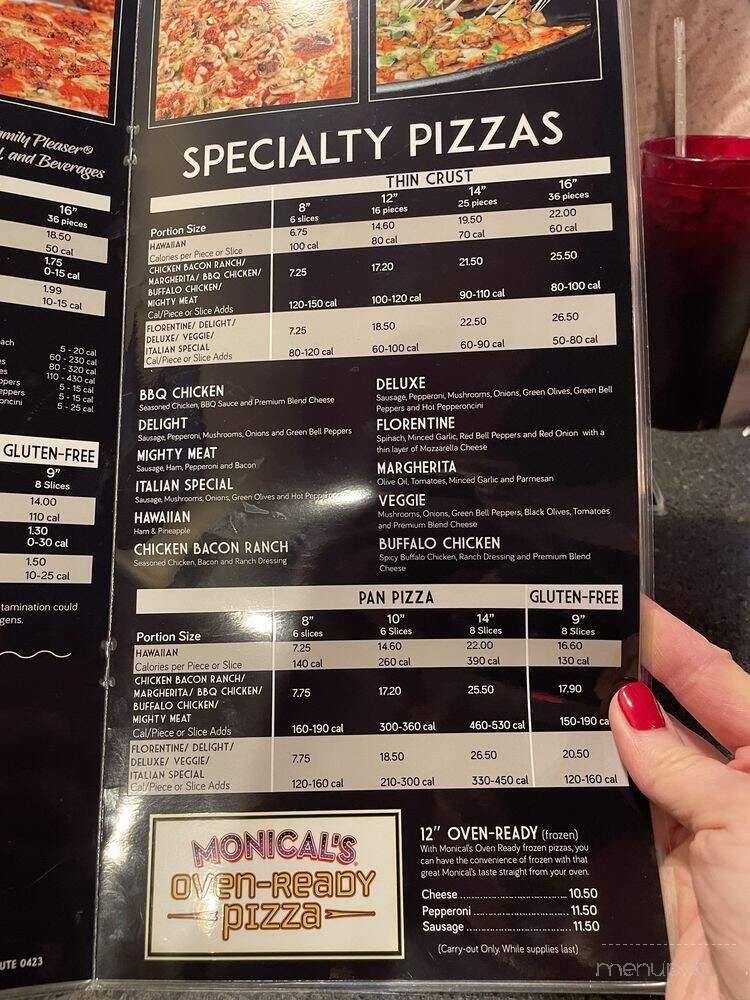 amily Pleaser®
and Beverages
16"
36 pieces
18.50
50 cal
1.75
0-15 cal
1.99
10-15 cal
5 - 20 cal
60 - 230 cal
80 - 320 cal
110 - 430 cal
5 - 15 cal
5 - 15 cal
5 - 25 cal
GLUTEN-FREE
9"
8 Slices
14.00
110 cal
1.30
0-30 cal
1.50
10-25 cal
tamination could
gens.
UTE 0423
SPECIALTY PIZZAS
THIN CRUST
8" 12" 14" 16"
Portion Size 6 slices 16 pieces 25 pieces 36 pieces
HAWAIIAN 6.75 14.60 19.50 22.00
Calories per Piece or Slice 100 cal 80 cal 70 cal 60 cal
CHICKEN BACON RANCH/
MARGHERITA/ BBQ CHICKEN/ 7.25 17.20 21.50 25.50
BUFFALO CHICKEN/
MIGHTY MEAT
Cal/Piece or Slice Adds 120-150 cal 100-120 cal 90-110 cal 80-100 cal
FLORENTINE/ DELIGHT/
DELUXE/ VEGGIE/ 7.25 18.50 22.50 26.50
ITALIAN SPECIAL
Cal/Piece or Slice Adds 80-120 cal 60-100 cal 60-90 cal 50-80 cal
BBQ CHICKEN
Seasoned Chicken, BBQ Sauce and Premium Blend Cheese
DELIGHT
Sausage, Pepperoni, Mushrooms, Onions and Green Bell Peppers
MIGHTY MEAT
Sausage, Ham, Pepperoni and Bacon
ITALIAN SPECIAL
Sausage, Mushrooms, Onions, Green Olives and Hot
HAWAIIAN
Ham & Pineapple
CHICKEN BACON RANCH
Seasoned Chicken, Bacon and Ranch Dressing
DELUXE
Sausage, Pepperoni, Mushrooms, Onions, Green Olives, Green Bell
Peppers and Hot Pepperoncini
FLORENTINE
Spinach, Minced Garlic, Red Bell Peppers and Red Onion with a
thin layer of Mozzarella Cheese
MARGHERITA
Olive Oil, Tomatoes, Minced Garlic and Parmesan
VEGGIE
Mushrooms, Onions, Green Bell Peppers, Black Olives, Tomatoes
and Premium Blend Cheese
BUFFALO CHICKEN
Spicy Buffalo Chicken, Ranch Dressing and Premium Blend
Cheese
PAN PIZZA GLUTEN-FREE
8" 10" 14" 9"
Portion Size 6 slices 6 Slices 8 Slices 8 Slices
HAWAIIAN 7.25 14.60 22.00 16.60
Calories per Piece or Slice 140 cal 260 cal 390 cal 130 cal
CHICKEN BACON RANCH/
MARGHERITA/ BBQ CHICKEN/ 7.75 17.20 25.50 17.90
BUFFALO CHICKEN/
MIGHTY MEAT
Cal/Piece or Slice Adds 160-190 cal 300-360 cal 460-530 cal 150-190 ca
FLORENTINE/ DELIGHT/
DELUXE/ VEGGIE/ 7.75 18.50 26.50 20.50
ITALIAN SPECIAL
Cal/Piece or Slice Adds 120-160 cal 210-300 cal 330-450 cal 120-160 cal
MONICAL'S
OVEN-READY
PIZZA
12" OVEN-READY (frozen)
With Monical's Oven Ready frozen pizzas, you
can have the convenience of frozen with that
great Monical's taste straight from your oven.
Cheese 10.50
Pepperoni 11.50
Sausage 11.50
(Carry-out Only. While supplies last)